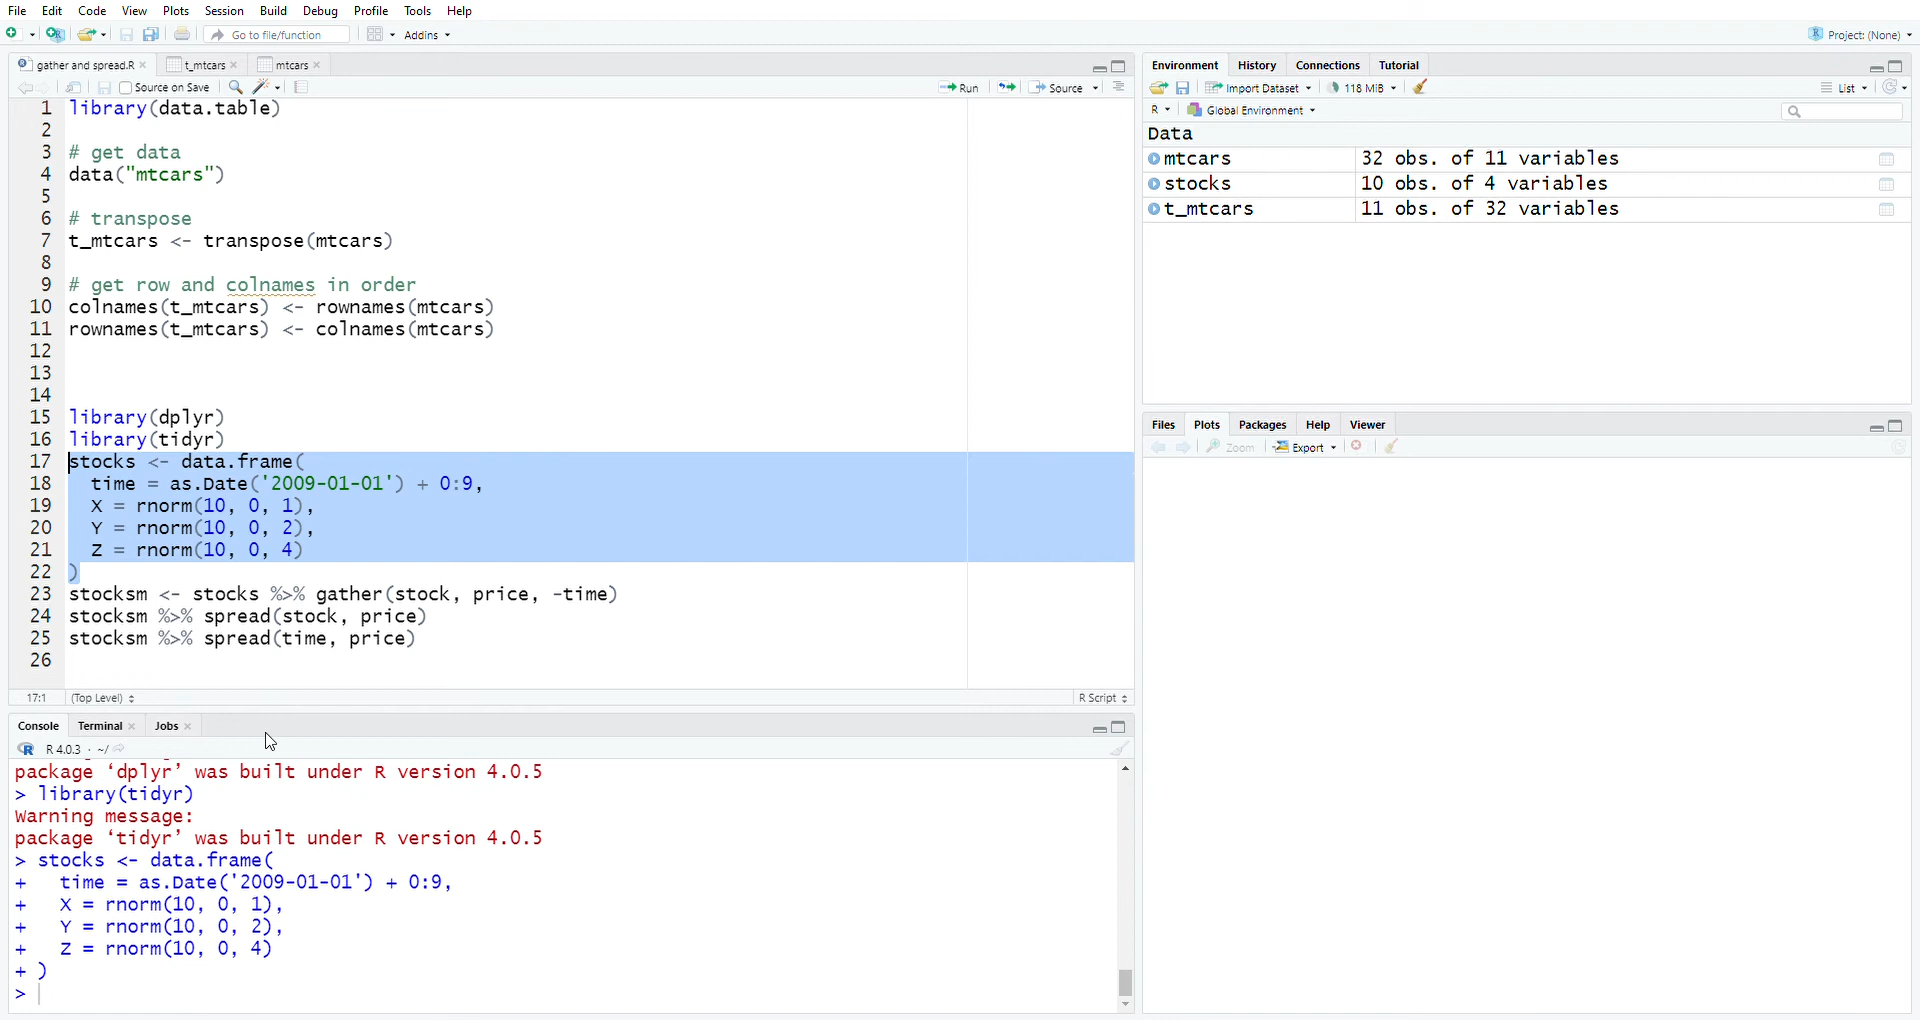 File Edit Code View Plots Session Build Debug Profile Tools Help
Go to file/function Addins Project: (None)
gather and spread.R t_mtcars mtcars
Source on Save Run Source
1 library(data.table)
2
3 # get data
4 data("mtcars")
5
6 # transpose
7 t_mtcars <- transpose(mtcars)
8
9 # get row and colnames in order
10 colnames(t_mtcars) <- rownames(mtcars)
11 rownames(t_mtcars) <- colnames(mtcars)
12
13
14
15 library(dplyr)
16 library(tidyr)
17 stocks <- data.frame(
18 time = as.Date('2009-01-01') + 0:9,
19 X = rnorm(10, 0, 1),
20 Y = rnorm(10, 0, 2),
21 Z = rnorm(10, 0, 4)
22 )
23 stocksm <- stocks %>% gather(stock, price, -time)
24 stocksm %>% spread(stock, price)
25 stocksm %>% spread(time, price)
26
17:1 (Top Level) R Script
Console Terminal Jobs
R 4.0.3 · ~/
package ‘dplyr’ was built under R version 4.0.5
> library(tidyr)
Warning message:
package ‘tidyr’ was built under R version 4.0.5
> stocks <- data.frame(
+ time = as.Date('2009-01-01') + 0:9,
+ X = rnorm(10, 0, 1),
+ Y = rnorm(10, 0, 2),
+ Z = rnorm(10, 0, 4)
+ )
>
Environment History Connections Tutorial
Import Dataset 118 MiB List
R Global Environment
Data
mtcars 32 obs. of 11 variables
stocks 10 obs. of 4 variables
t_mtcars 11 obs. of 32 variables
Files Plots Packages Help Viewer
Zoom Export